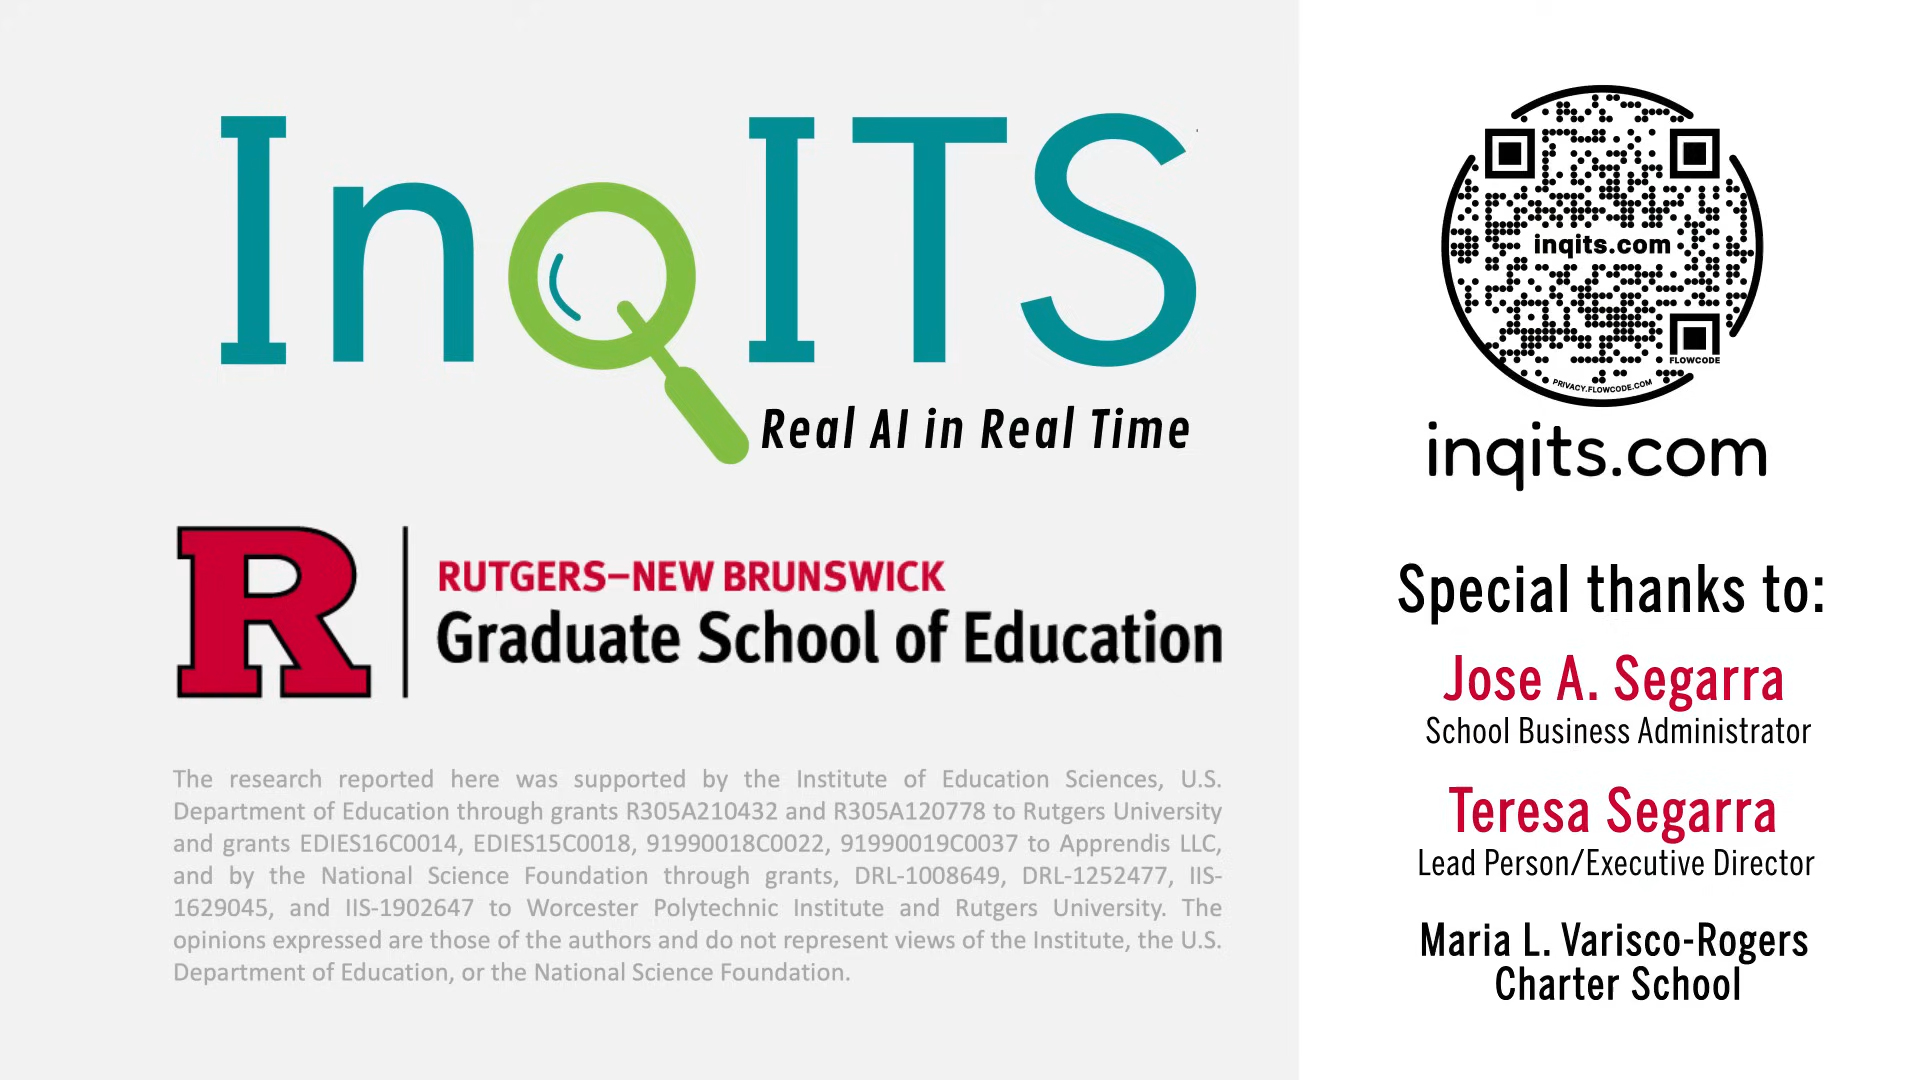 InqITS
Real AI in Real Time
R
RUTGERS–NEW BRUNSWICK
Graduate School of Education
The research reported here was supported by the Institute of Education Sciences, U.S.
Department of Education through grants R305A210432 and R305A120778 to Rutgers University
and grants EDIES16C0014, EDIES15C0018, 91990018C0022, 91990019C0037 to Apprendis LLC,
and by the National Science Foundation through grants, DRL-1008649, DRL-1252477, IIS-
1629045, and IIS-1902647 to Worcester Polytechnic Institute and Rutgers University. The
opinions expressed are those of the authors and do not represent views of the Institute, the U.S.
Department of Education, or the National Science Foundation.
inqits.com
FLOWCODE
PRIVACY.FLOWCODE.COM
inqits.com
Special thanks to:
Jose A. Segarra
School Business Administrator
Teresa Segarra
Lead Person/Executive Director
Maria L. Varisco-Rogers
Charter School